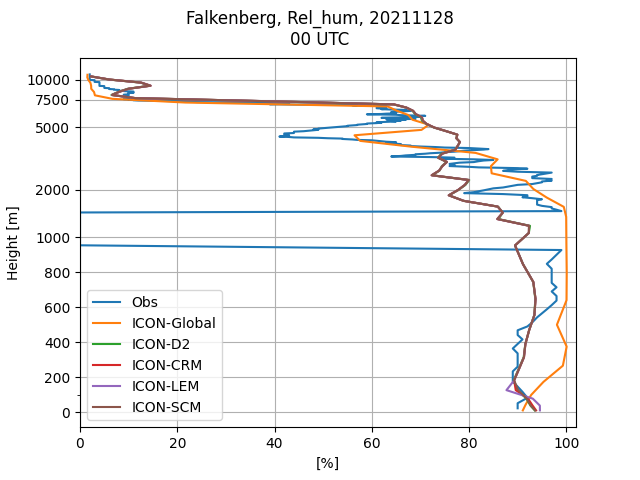 Falkenberg, Rel_hum, 20211128
00 UTC
Height [m]
10000
7500
5000
2000
1000
800
600
400
200
0
Obs
ICON-Global
ICON-D2
ICON-CRM
ICON-LEM
ICON-SCM
0 20 40 60 80 100
[%]